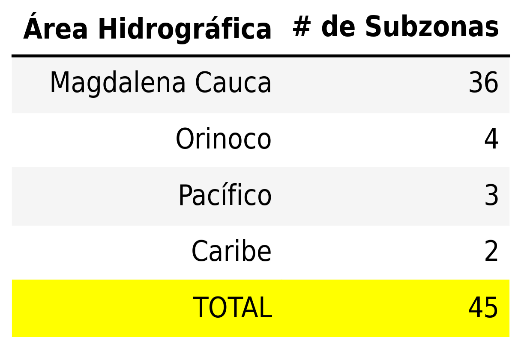 Área Hidrográfica # de Subzonas
Magdalena Cauca 36
Orinoco 4
Pacífico 3
Caribe 2
TOTAL 45